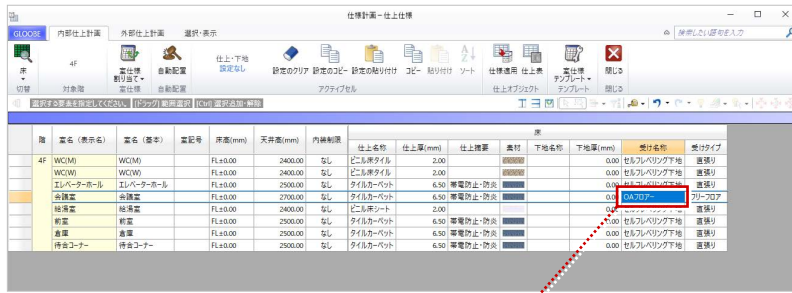 仕様計画－仕上仕様
GLOOBE 内部仕上計画 外部仕上計画 選択・表示 検索したい語句を入力
床 4F 室仕様割り当て 自動配置 仕上・下地 設定なし 設定のクリア 設定のコピー 設定の貼り付け コピー 貼り付け ソート 仕様適用 仕上表 室仕様テンプレート 閉じる
切替 対象階 室仕様 自動配置 アクティブセル 仕上オブジェクト テンプレート 閉じる
選択する要素を指定してください。 [ドラッグ] 範囲選択 [Ctrl] 選択追加・解除
床
階 室名（表示名） 室名（基本） 室記号 床高(mm) 天井高(mm) 内装制限 仕上名称 仕上厚(mm) 仕上摘要 素材 下地名称 下地厚(mm) 受け名称 受けタイプ
4F WC(M) WC(M) FL±0.00 2400.00 なし ビニル床タイル 2.00 0.00 セルフレベリング下地 直張り
WC(W) WC(W) FL±0.00 2400.00 なし ビニル床タイル 2.00 0.00 セルフレベリング下地 直張り
エレベーターホール エレベーターホール FL±0.00 2500.00 なし タイルカーペット 6.50 帯電防止・防炎 0.00 セルフレベリング下地 直張り
会議室 会議室 FL±0.00 2700.00 なし タイルカーペット 6.50 帯電防止・防炎 0.00 OAフロアー フリーフロア
給湯室 給湯室 FL±0.00 2400.00 なし ビニル床シート 2.00 0.00 セルフレベリング下地 直張り
前室 前室 FL±0.00 2500.00 なし タイルカーペット 6.50 帯電防止・防炎 0.00 セルフレベリング下地 直張り
倉庫 倉庫 FL±0.00 2500.00 なし タイルカーペット 6.50 帯電防止・防炎 0.00 セルフレベリング下地 直張り
待合コーナー 待合コーナー FL±0.00 2500.00 なし タイルカーペット 6.50 帯電防止・防炎 0.00 セルフレベリング下地 直張り